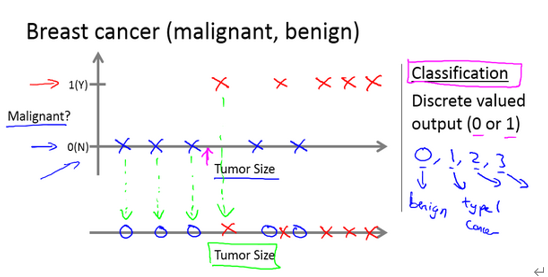 Breast cancer (malignant, benign)
1(Y)
Malignant?
0(N)
Tumor Size
Tumor Size
Classification
Discrete valued
output (0 or 1)
0, 1, 2, 3
benign
type 1
cancer